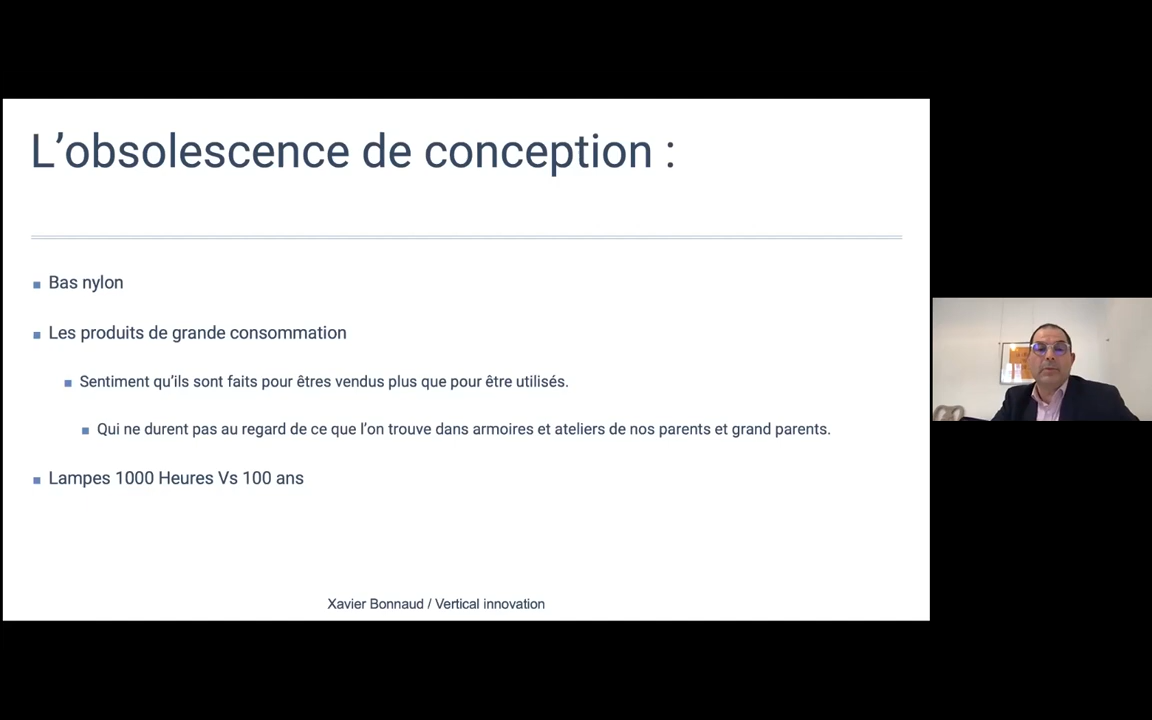 L’obsolescence de conception :
Bas nylon
Les produits de grande consommation
Sentiment qu’ils sont faits pour êtres vendus plus que pour être utilisés.
Qui ne durent pas au regard de ce que l’on trouve dans armoires et ateliers de nos parents et grand parents.
Lampes 1000 Heures Vs 100 ans
Xavier Bonnaud / Vertical innovation